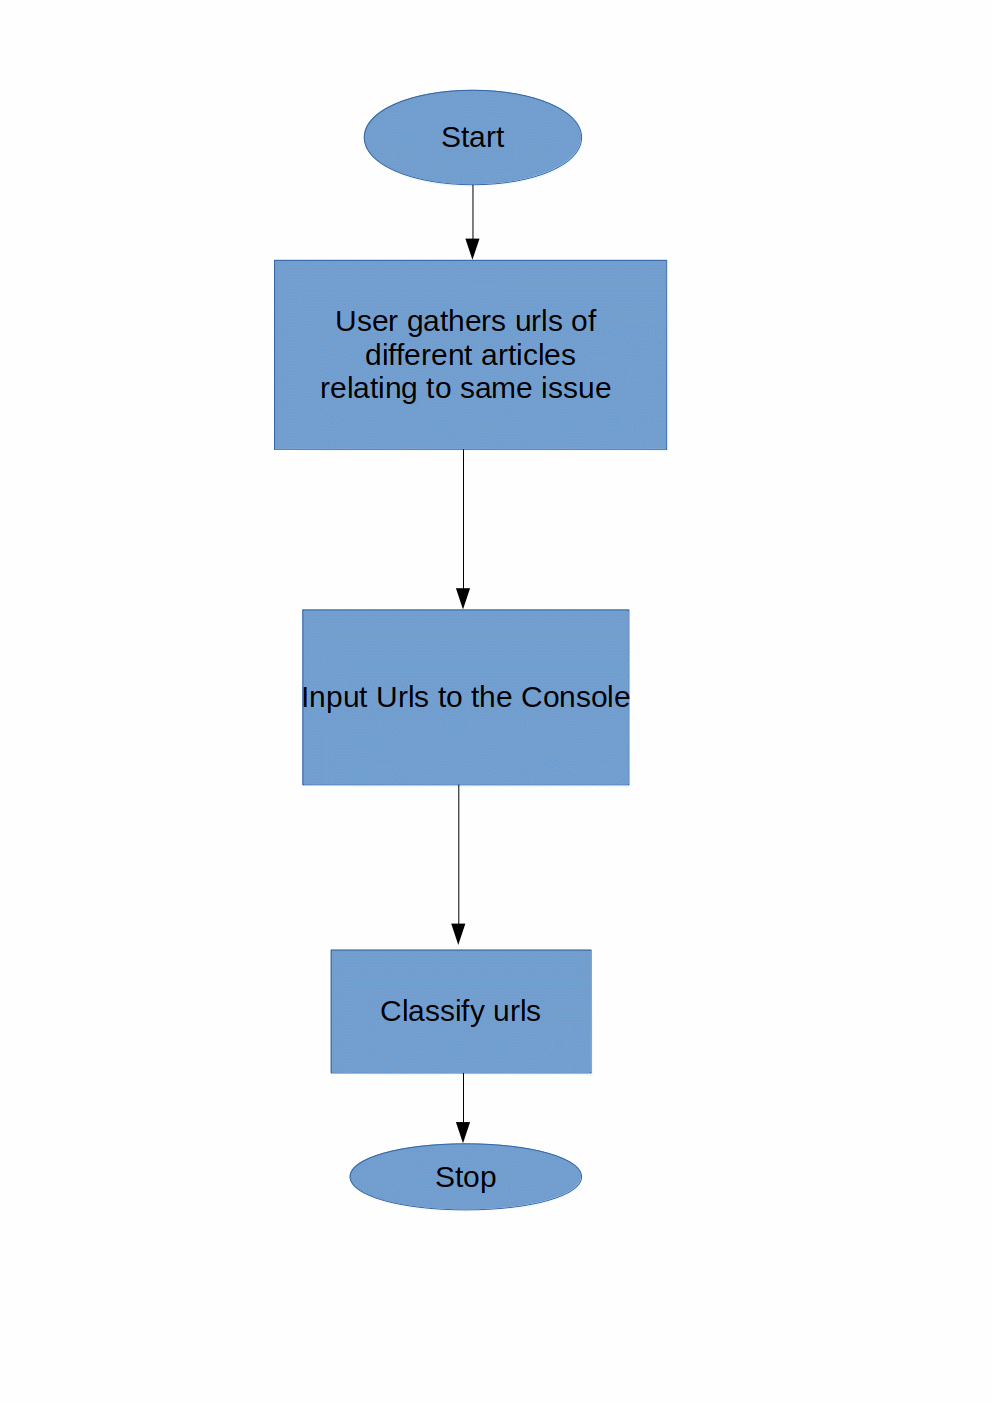 Start
User gathers urls of
different articles
relating to same issue
Input Urls to the Console
Classify urls
Stop